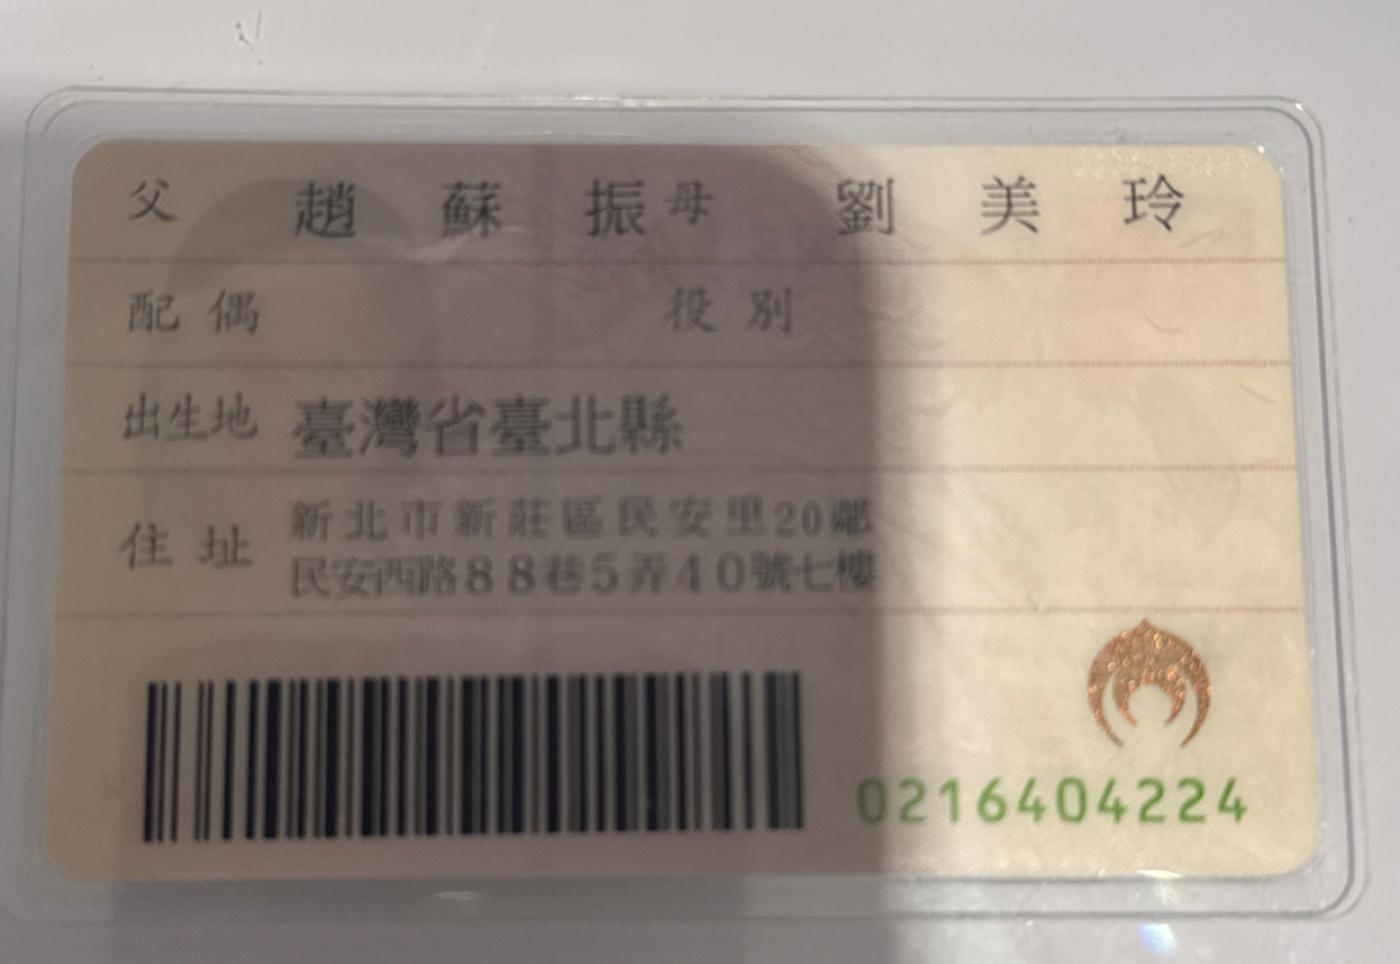 父 趙蘇振 母 劉美玲
配偶 役別
出生地 臺灣省臺北縣
住址 新北市新莊區民安里20鄰
民安西路88巷5弄40號七樓
0216404224